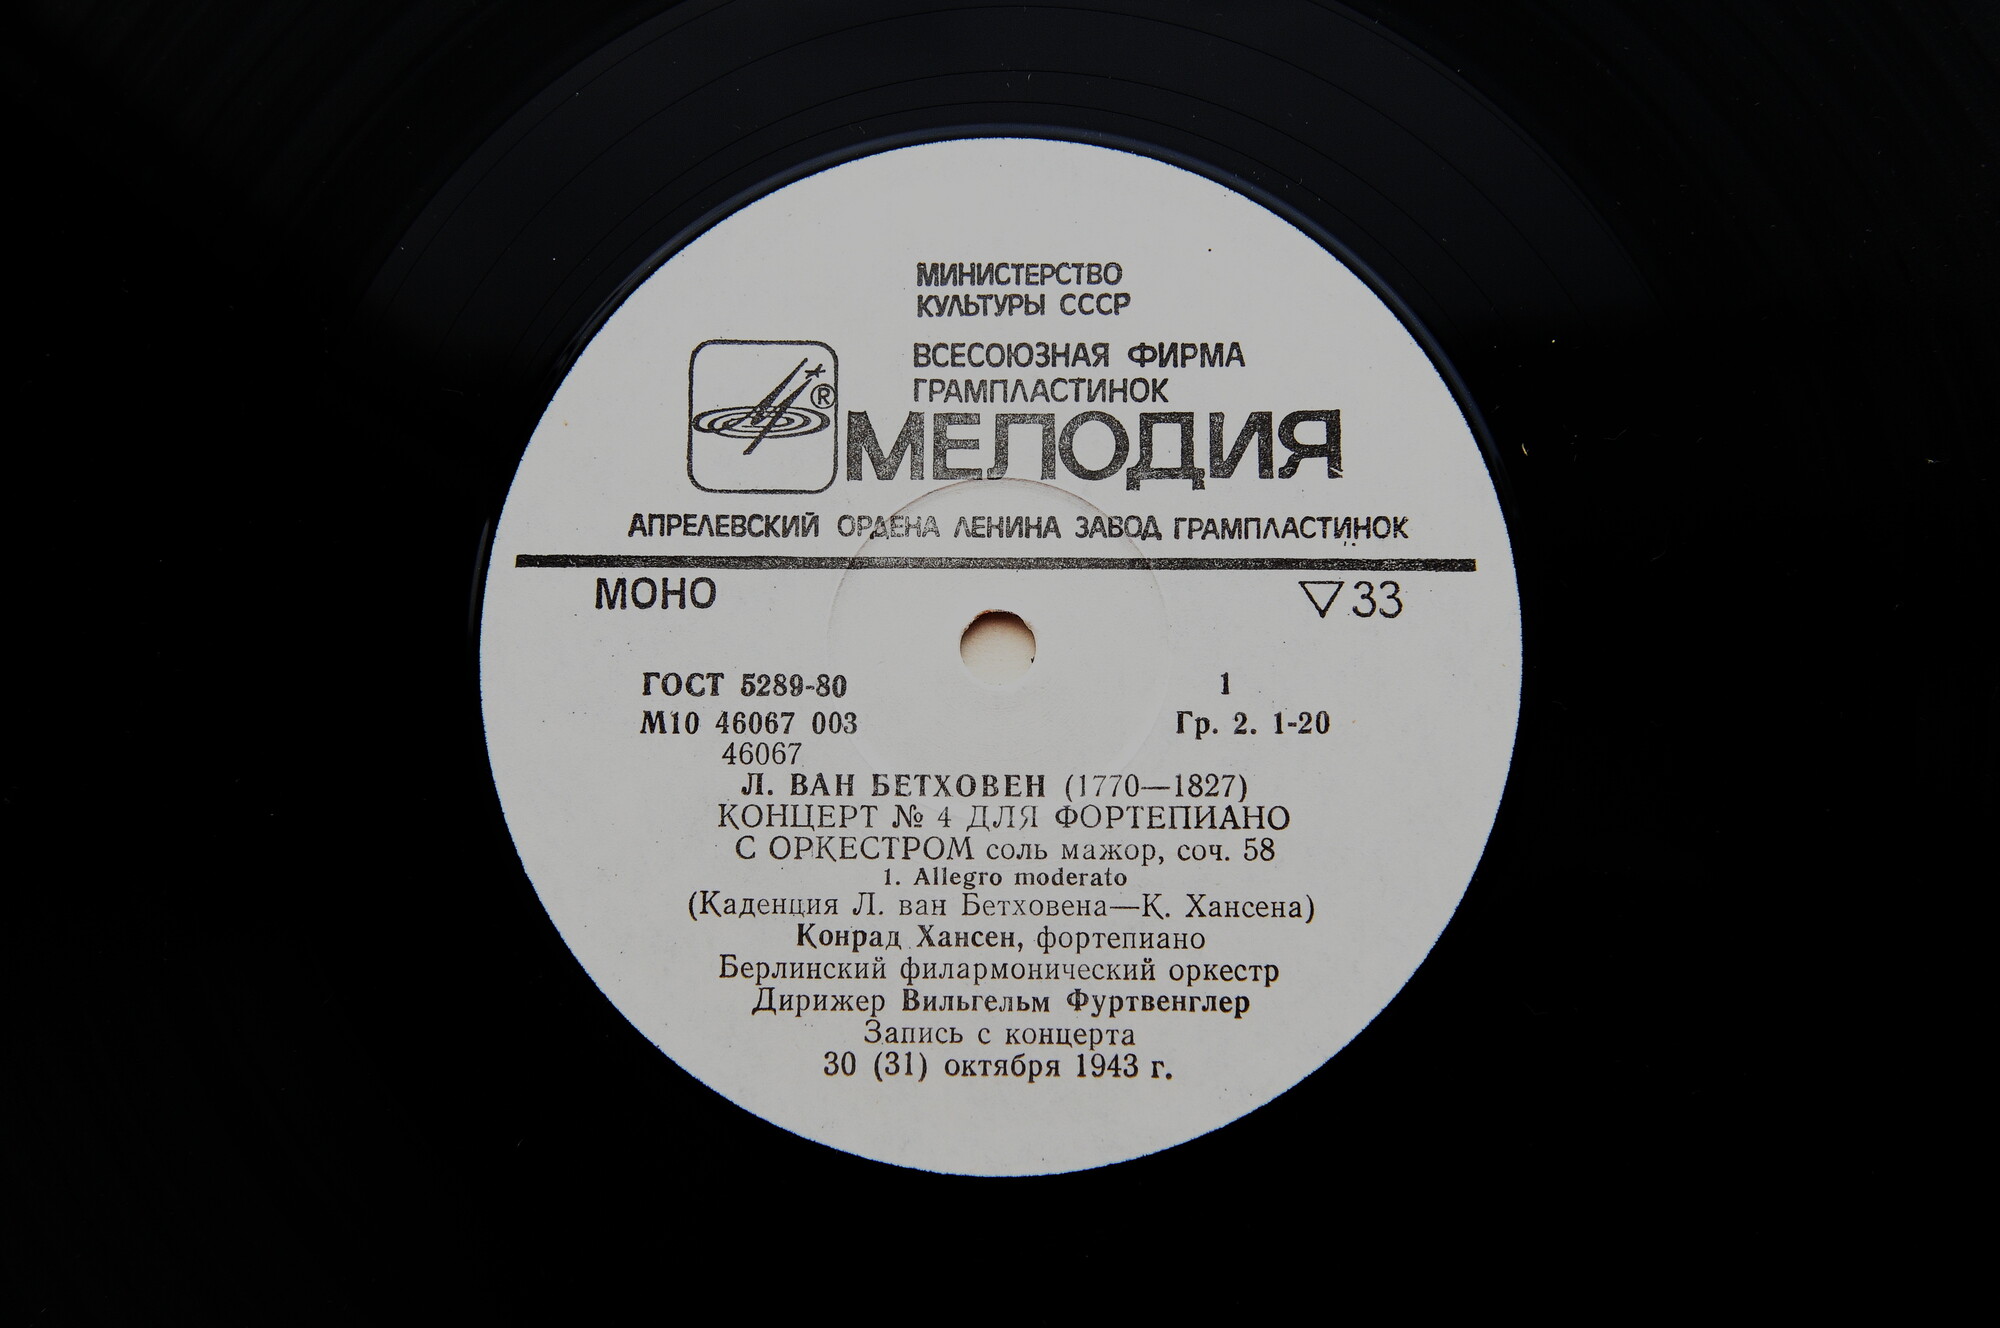 МИНИСТЕРСТВО
КУЛЬТУРЫ СССР
ВСЕСОЮЗНАЯ ФИРМА
ГРАМПЛАСТИНОК
®
МЕЛОДИЯ
АПРЕЛЕВСКИЙ ОРДЕНА ЛЕНИНА ЗАВОД ГРАМПЛАСТИНОК
МОНО ▽33
ГОСТ 5289-80 1
М10 46067 003 Гр. 2. 1-20
46067
Л. ВАН БЕТХОВЕН (1770—1827)
КОНЦЕРТ № 4 ДЛЯ ФОРТЕПИАНО
С ОРКЕСТРОМ соль мажор, соч. 58
1. Allegro moderato
(Каденция Л. ван Бетховена—К. Хансена)
Конрад Хансен, фортепиано
Берлинский филармонический оркестр
Дирижер Вильгельм Фуртвенглер
Запись с концерта
30 (31) октября 1943 г.